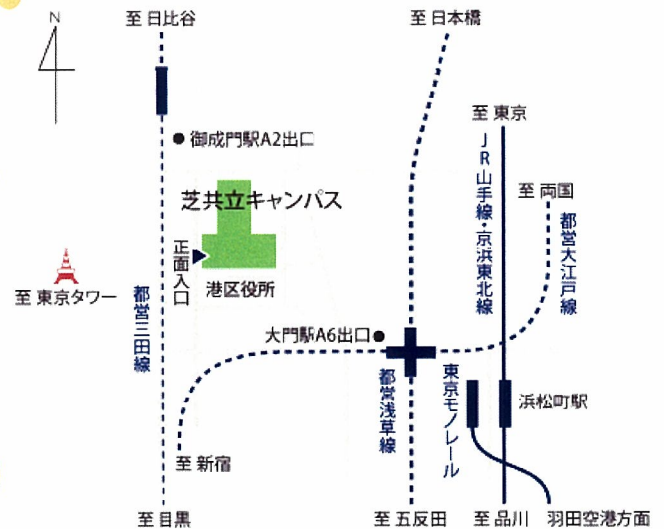 N
至 日比谷
至 日本橋
至 東京
御成門駅A2出口
JR山手線・京浜東北線
至 両国
芝共立キャンパス
都営大江戸線
正面入口
港区役所
至 東京タワー
都営三田線
大門駅A6出口
都営浅草線
東京モノレール
浜松町駅
至 新宿
至 目黒
至 五反田
至 品川
羽田空港方面